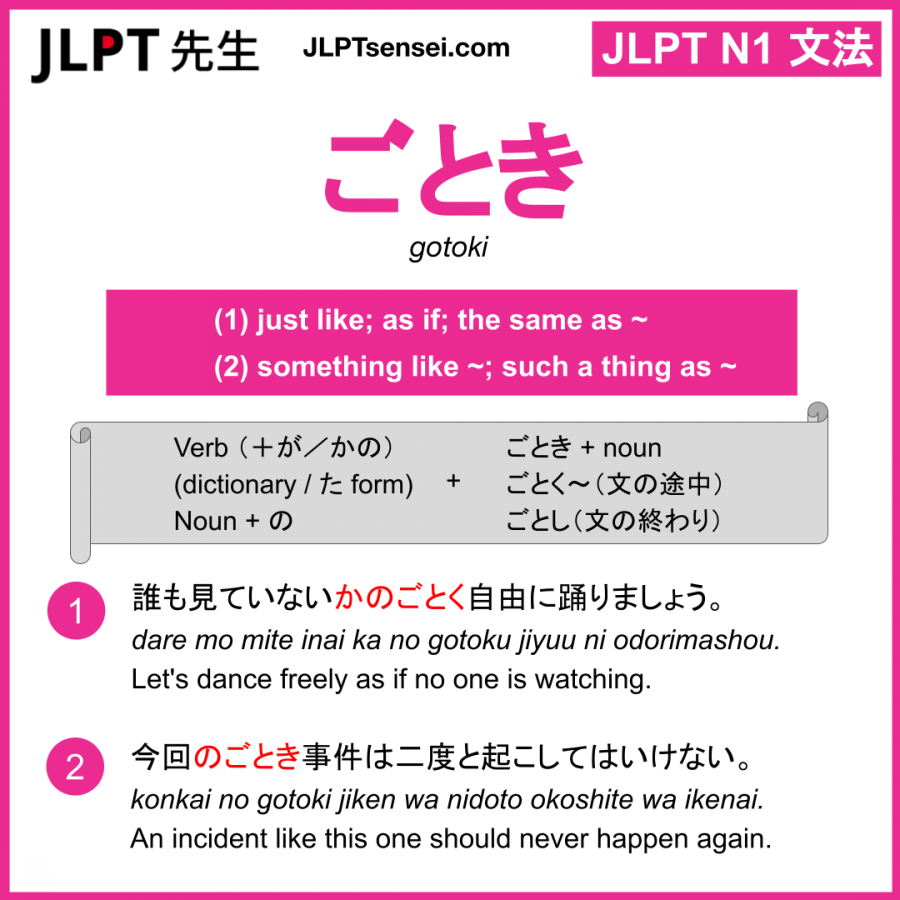 JLPT 先生
JLPTsensei.com
JLPT N1 文法
ごとき
gotoki
(1) just like; as if; the same as ~
(2) something like ~; such a thing as ~
Verb（＋が／かの） ごとき + noun
(dictionary / た form) + ごとく〜（文の途中）
Noun + の ごとし（文の終わり）
1 誰も見ていないかのごとく自由に踊りましょう。
dare mo mite inai ka no gotoku jiyuu ni odorimashou.
Let's dance freely as if no one is watching.
2 今回のごとき事件は二度と起こしてはいけない。
konkai no gotoki jiken wa nidoto okoshite wa ikenai.
An incident like this one should never happen again.